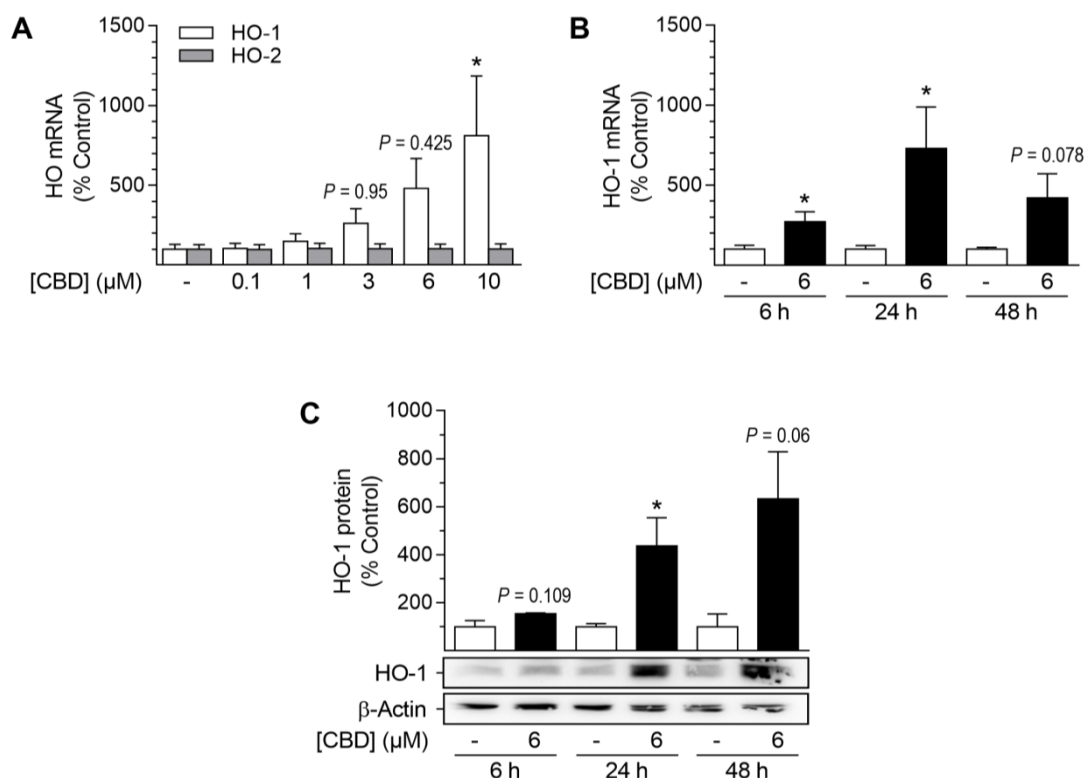 A
1500
1000
500
HO mRNA
(% Control)
HO-1
HO-2
P = 0.95
P = 0.425
*
[CBD] (μM) - 0.1 1 3 6 10
B
1500
1000
500
HO-1 mRNA
(% Control)
*
*
P = 0.078
[CBD] (μM) - 6 - 6 - 6
6 h 24 h 48 h
C
1000
800
600
400
200
HO-1 protein
(% Control)
P = 0.109
*
P = 0.06
HO-1
β-Actin
[CBD] (μM) - 6 - 6 - 6
6 h 24 h 48 h